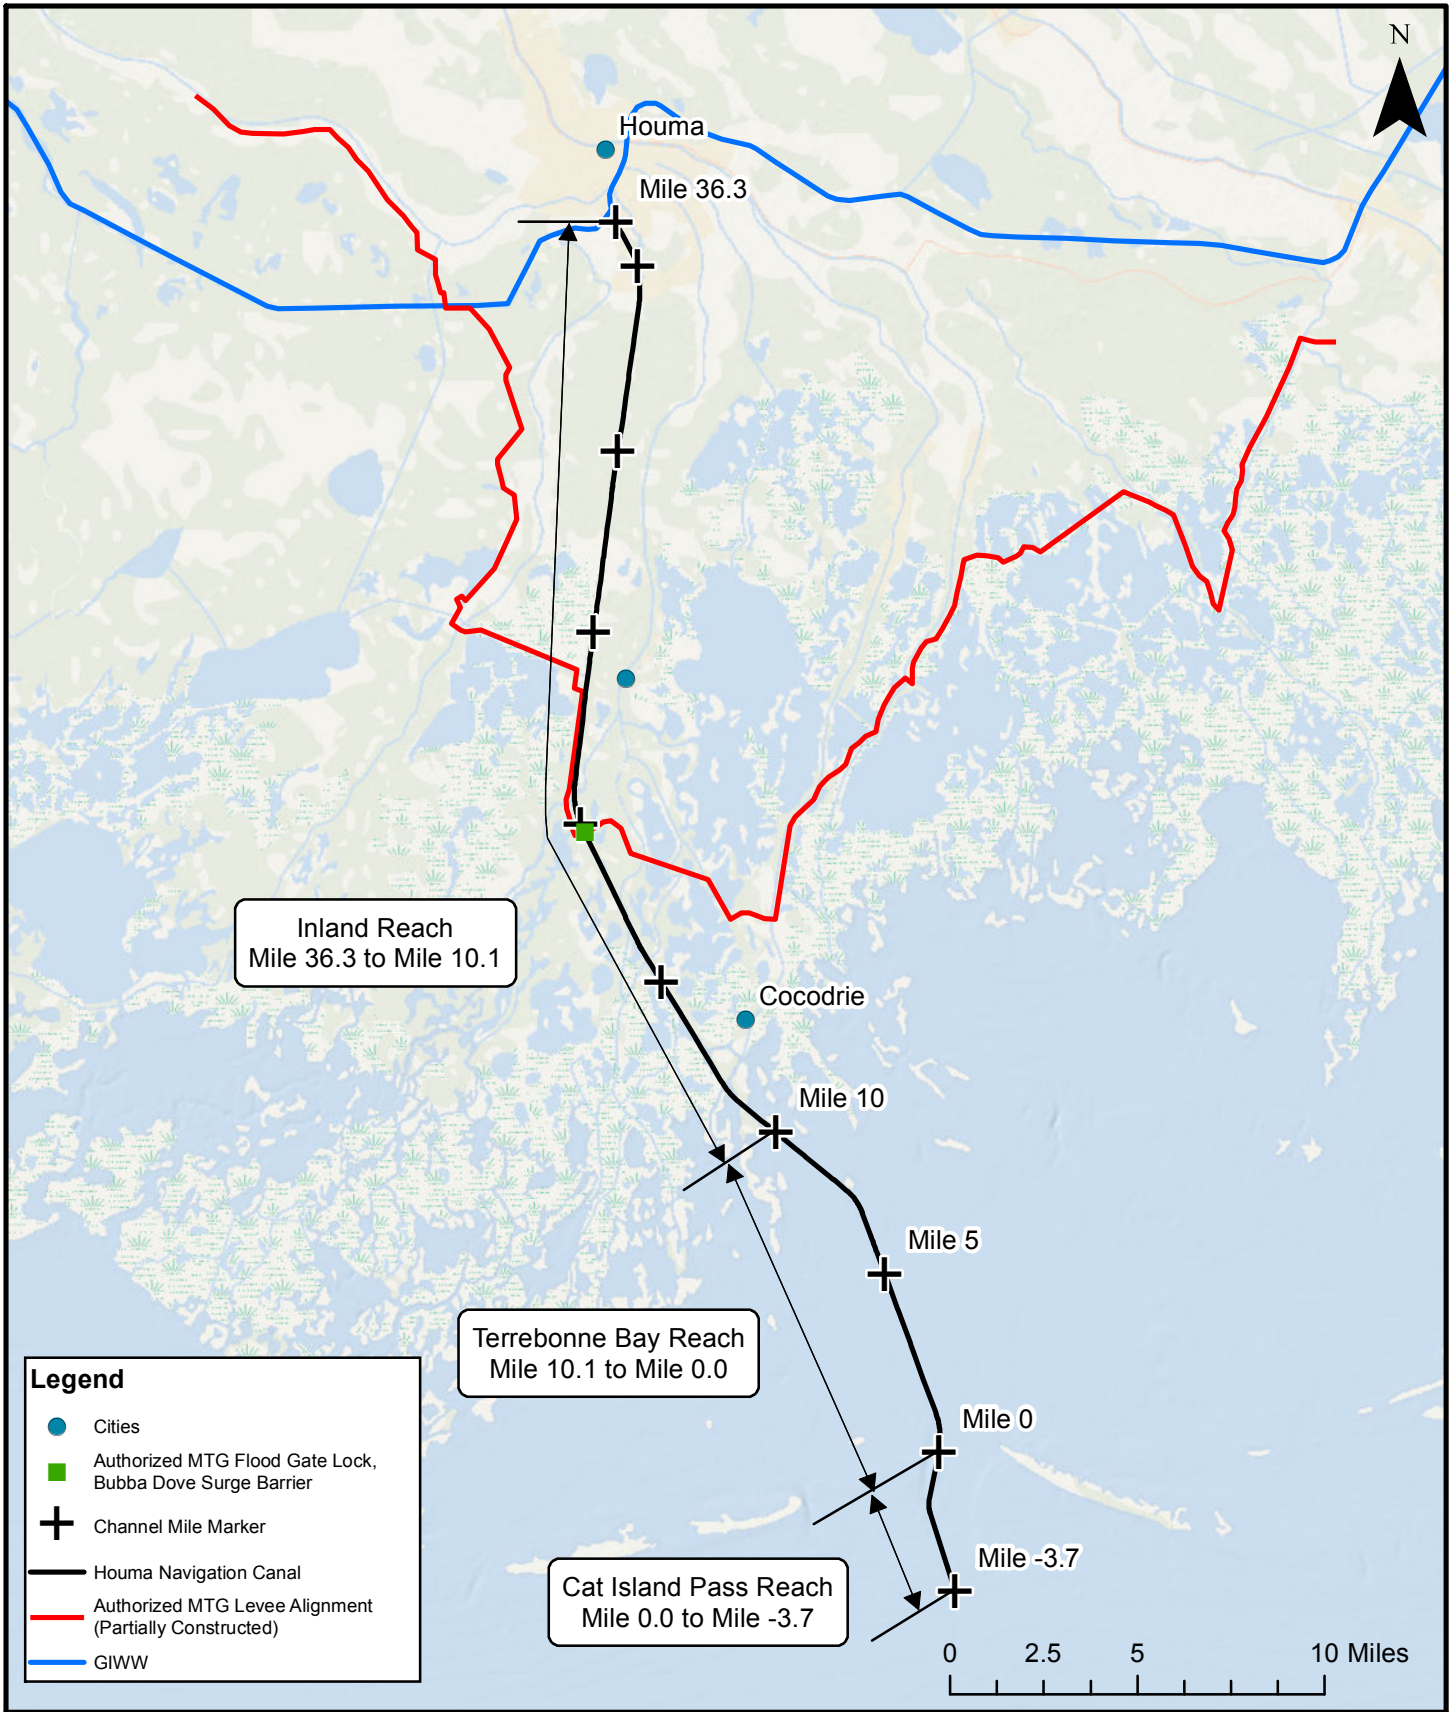 N
Houma
Mile 36.3
Inland Reach
Mile 36.3 to Mile 10.1
Cocodrie
Mile 10
Mile 5
Terrebonne Bay Reach
Mile 10.1 to Mile 0.0
Mile 0
Mile -3.7
Cat Island Pass Reach
Mile 0.0 to Mile -3.7
Legend
Cities
Authorized MTG Flood Gate Lock,
Bubba Dove Surge Barrier
Channel Mile Marker
Houma Navigation Canal
Authorized MTG Levee Alignment
(Partially Constructed)
GIWW
0 2.5 5 10 Miles